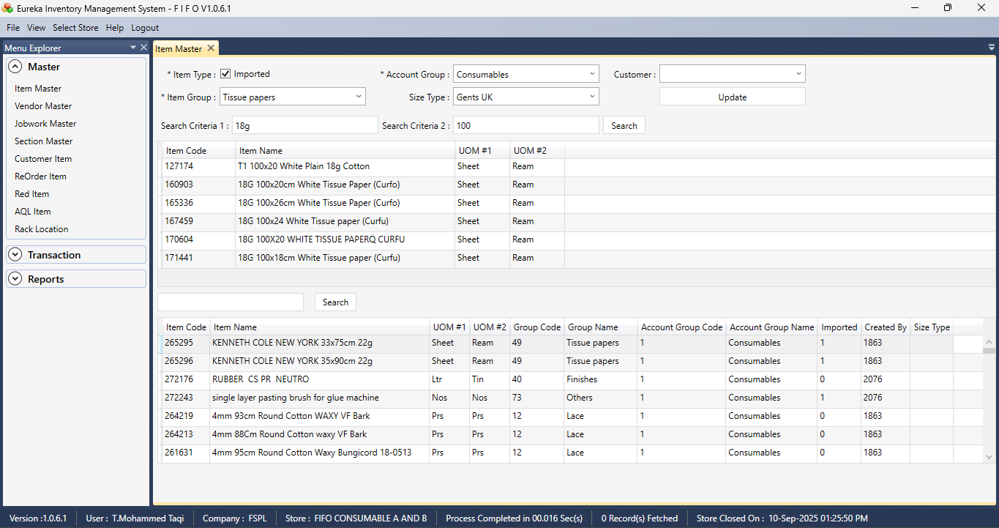 Eureka Inventory Management System - F I F O V1.0.6.1
File View Select Store Help Logout
Menu Explorer
Master
Item Master
Vendor Master
Jobwork Master
Section Master
Customer Item
ReOrder Item
Red Item
AQL Item
Rack Location
Transaction
Reports
Item Master
* Item Type : Imported * Account Group : Consumables Customer :
* Item Group : Tissue papers Size Type : Gents UK Update
Search Criteria 1 : 18g Search Criteria 2 : 100 Search
Item Code Item Name UOM #1 UOM #2
127174 T1 100x20 White Plain 18g Cotton Sheet Ream
160903 18G 100x20cm White Tissue Paper (Curfo) Sheet Ream
165336 18G 100x26cm White Tissue Paper (Curfo) Sheet Ream
167459 18G 100x24 White Tissue paper (Curfu) Sheet Ream
170604 18G 100X20 WHITE TISSUE PAPERQ CURFU Sheet Ream
171441 18G 100x18cm White Tissue paper (Curfu) Sheet Ream
Search
Item Code Item Name UOM #1 UOM #2 Group Code Group Name Account Group Code Account Group Name Imported Created By Size Type
265295 KENNETH COLE NEW YORK 33x75cm 22g Sheet Ream 49 Tissue papers 1 Consumables 1 1863
265296 KENNETH COLE NEW YORK 35x90cm 22g Sheet Ream 49 Tissue papers 1 Consumables 1 1863
272176 RUBBER CS PR NEUTRO Ltr Tin 40 Finishes 1 Consumables 0 2076
272243 single layer pasting brush for glue machine Nos Nos 73 Others 1 Consumables 1 2076
264219 4mm 93cm Round Cotton WAXY VF Bark Prs Prs 12 Lace 1 Consumables 0 1863
264213 4mm 88Cm Round Cotton waxy VF Bark Prs Prs 12 Lace 1 Consumables 0 1863
261631 4mm 95cm Round Cotton Waxy Bungicord 18-0513 Prs Prs 12 Lace 1 Consumables 0 1863
Version :1.0.6.1 User : T.Mohammed Taqi Company : FSPL Store : FIFO CONSUMABLE A AND B Process Completed in 00.016 Sec(s) 0 Record(s) Fetched Store Closed On : 10-Sep-2025 01:25:50 PM